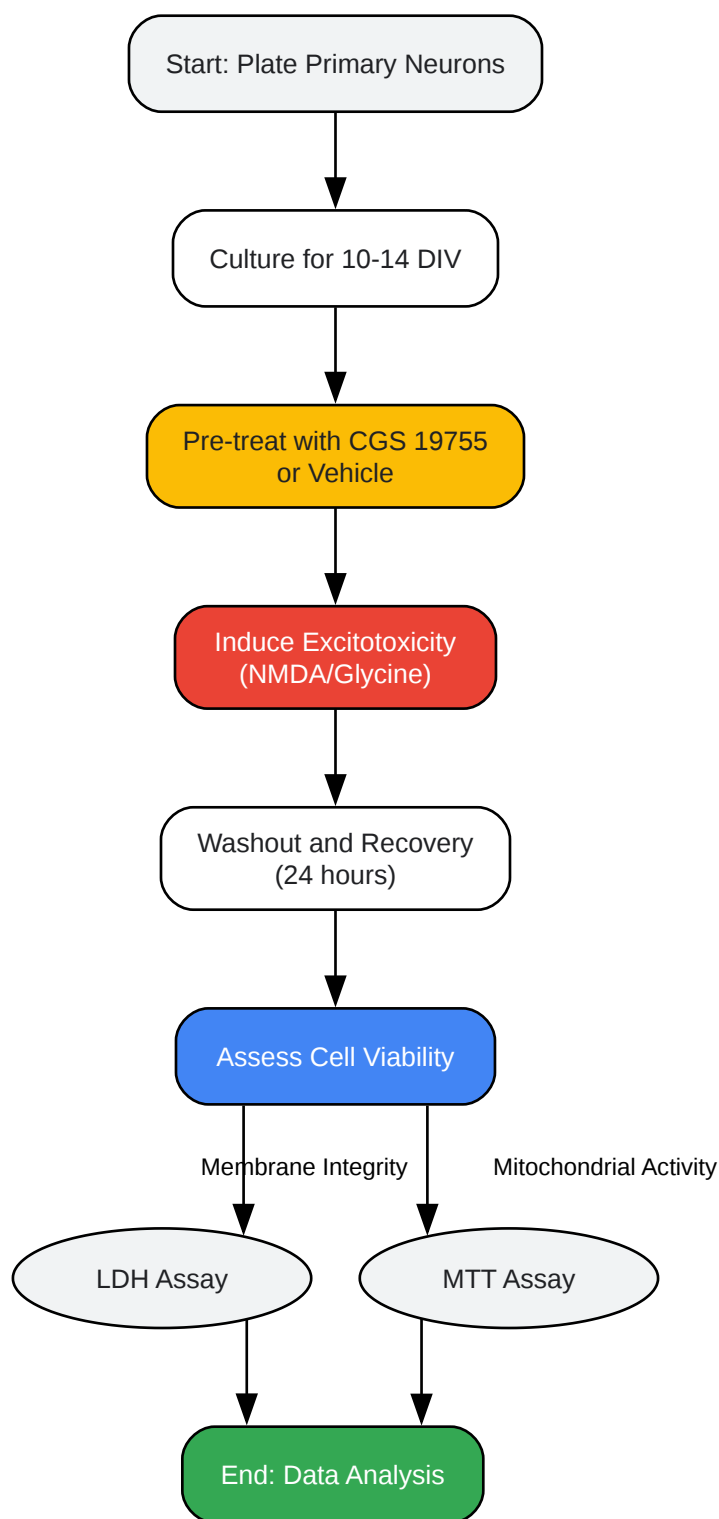 Start: Plate Primary Neurons
Culture for 10-14 DIV
Pre-treat with CGS 19755
or Vehicle
Induce Excitotoxicity
(NMDA/Glycine)
Washout and Recovery
(24 hours)
Assess Cell Viability
Membrane Integrity
Mitochondrial Activity
LDH Assay
MTT Assay
End: Data Analysis